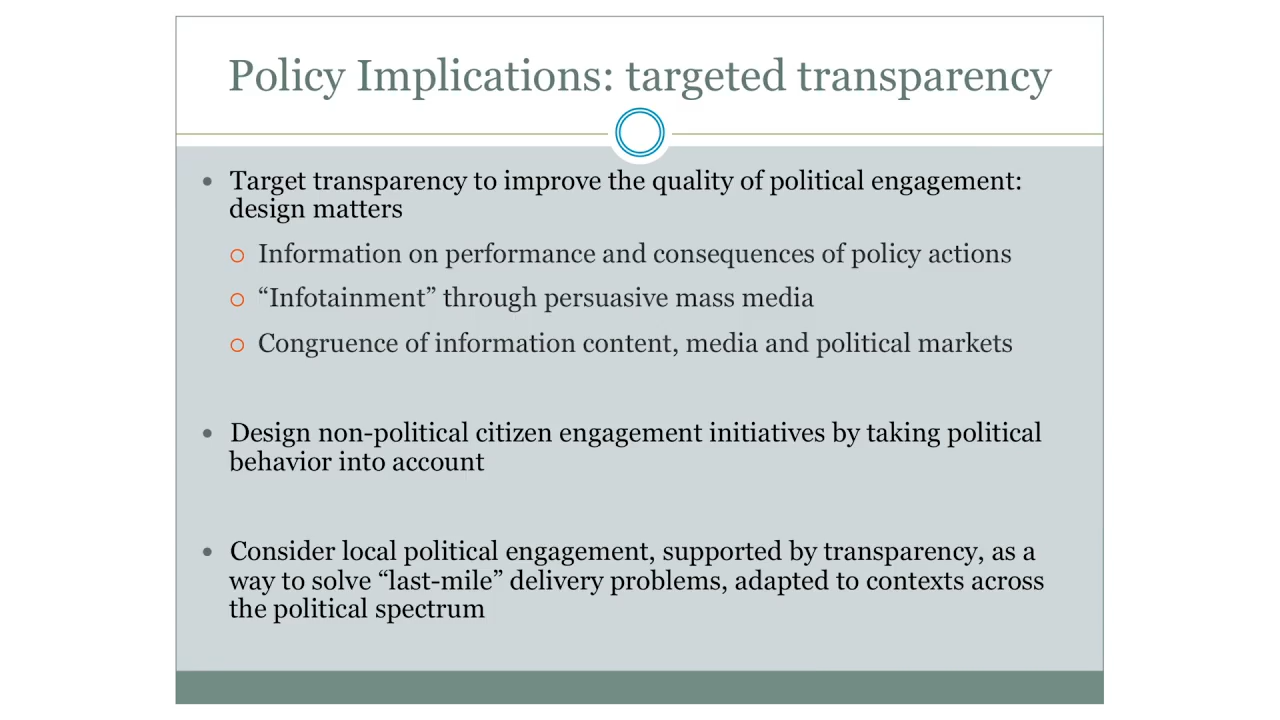 Policy Implications: targeted transparency
Target transparency to improve the quality of political engagement:
design matters
Information on performance and consequences of policy actions
“Infotainment” through persuasive mass media
Congruence of information content, media and political markets
Design non-political citizen engagement initiatives by taking political
behavior into account
Consider local political engagement, supported by transparency, as a
way to solve “last-mile” delivery problems, adapted to contexts across
the political spectrum